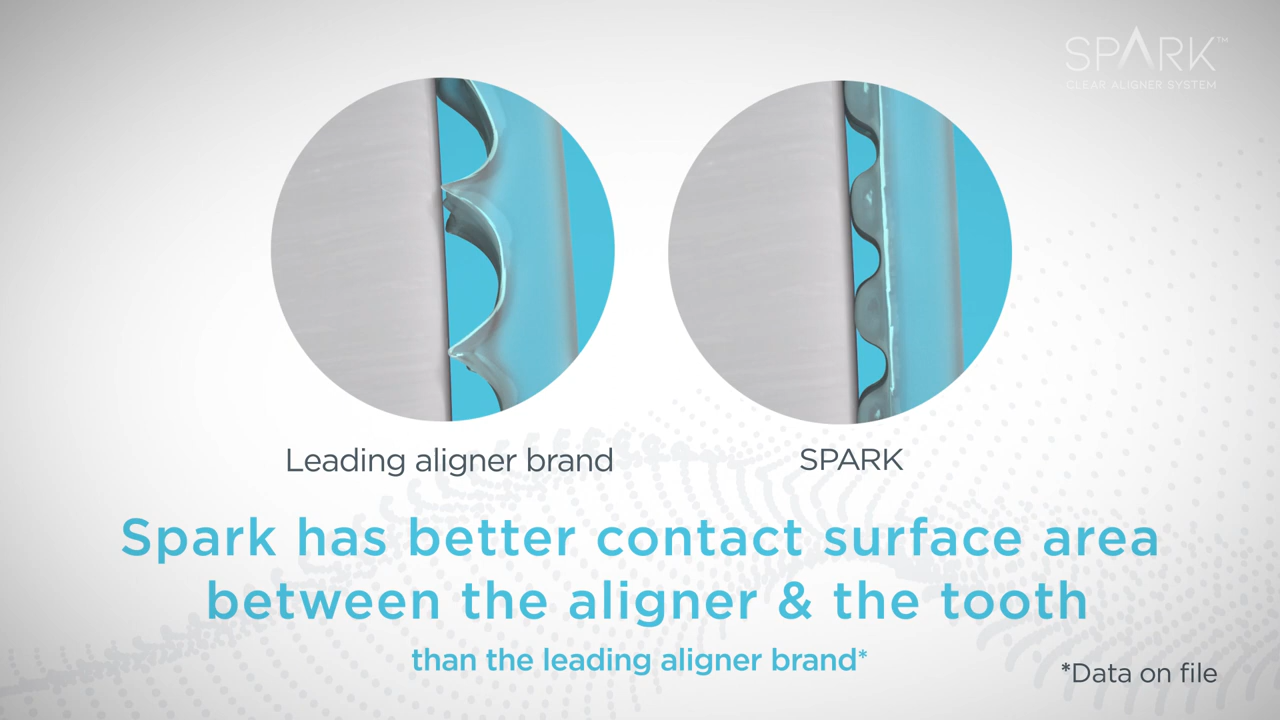 SPARK™
CLEAR ALIGNER SYSTEM
Leading aligner brand
SPARK
Spark has better contact surface area
between the aligner & the tooth
than the leading aligner brand*
*Data on file